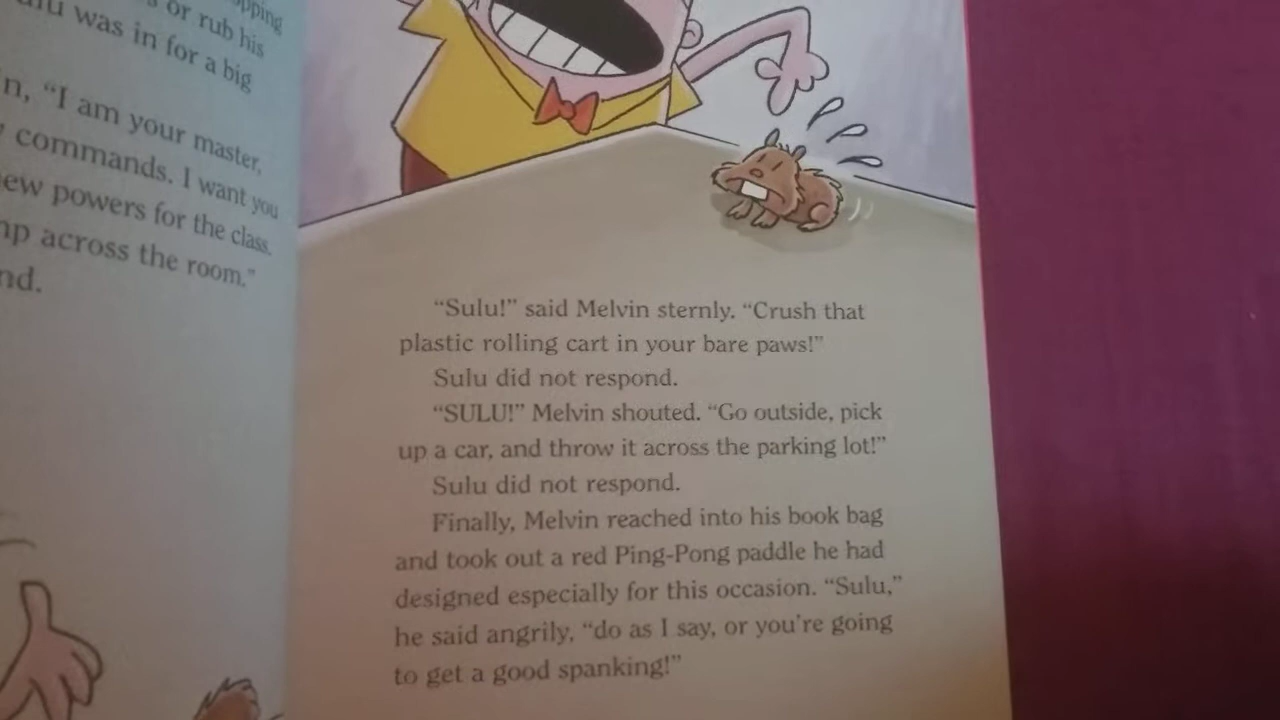 or rub his
was in for a big
"I am your master,
commands. I want you
powers for the class.
across the room."
"Sulu!" said Melvin sternly. "Crush that
plastic rolling cart in your bare paws!"
Sulu did not respond.
"SULU!" Melvin shouted. "Go outside, pick
up a car, and throw it across the parking lot!"
Sulu did not respond.
Finally, Melvin reached into his book bag
and took out a red Ping-Pong paddle he had
designed especially for this occasion. "Sulu,"
he said angrily, "do as I say, or you're going
to get a good spanking!"